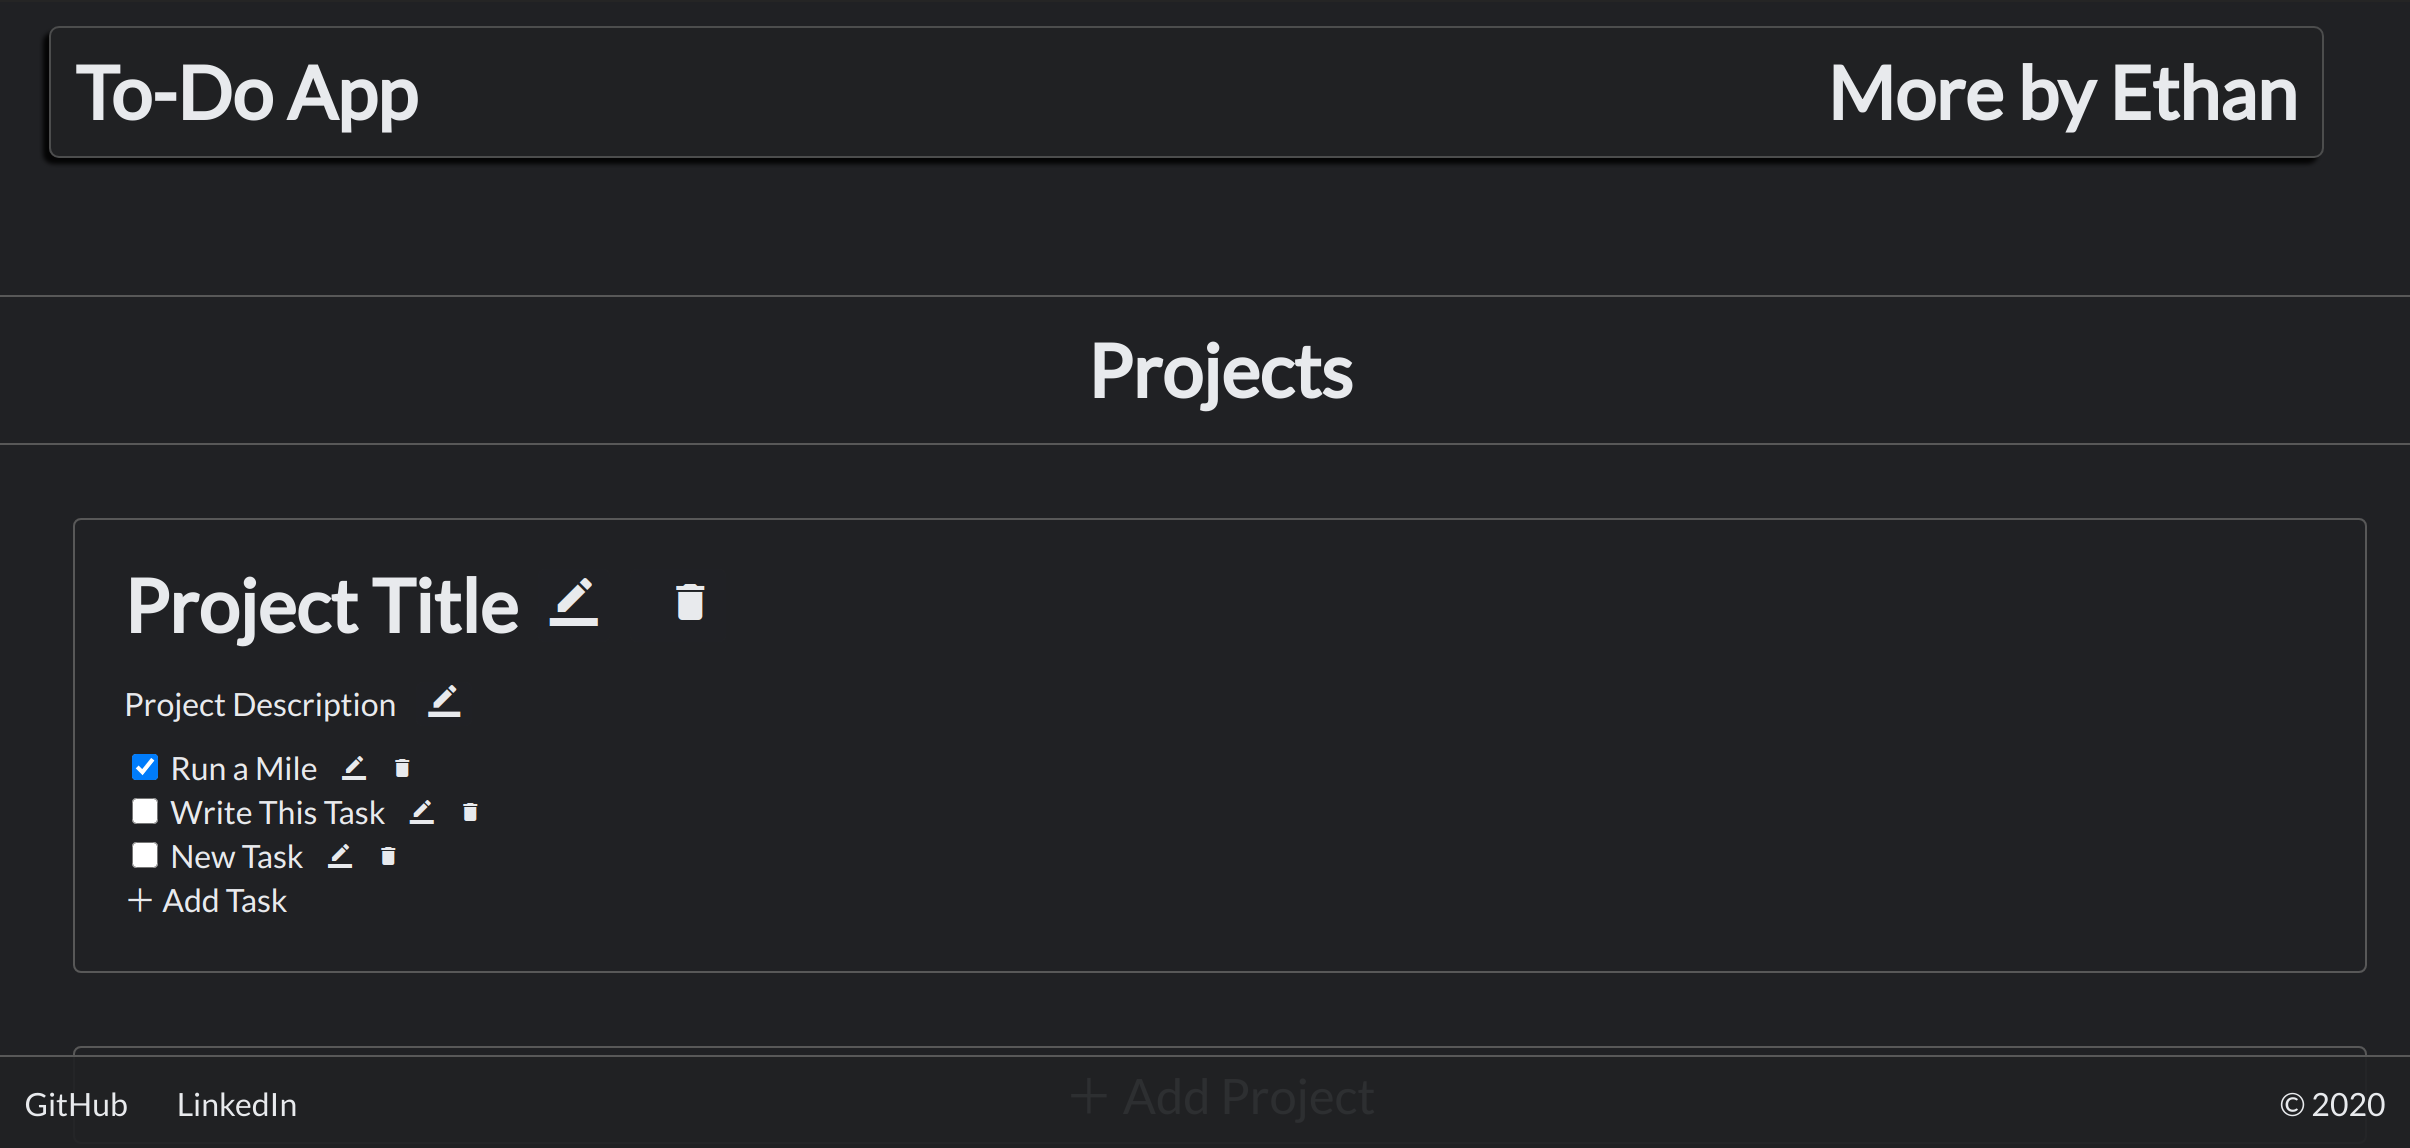 To-Do App More by Ethan
Projects
Project Title
Project Description
Run a Mile
Write This Task
New Task
+ Add Task
+ Add Project
GitHub LinkedIn © 2020